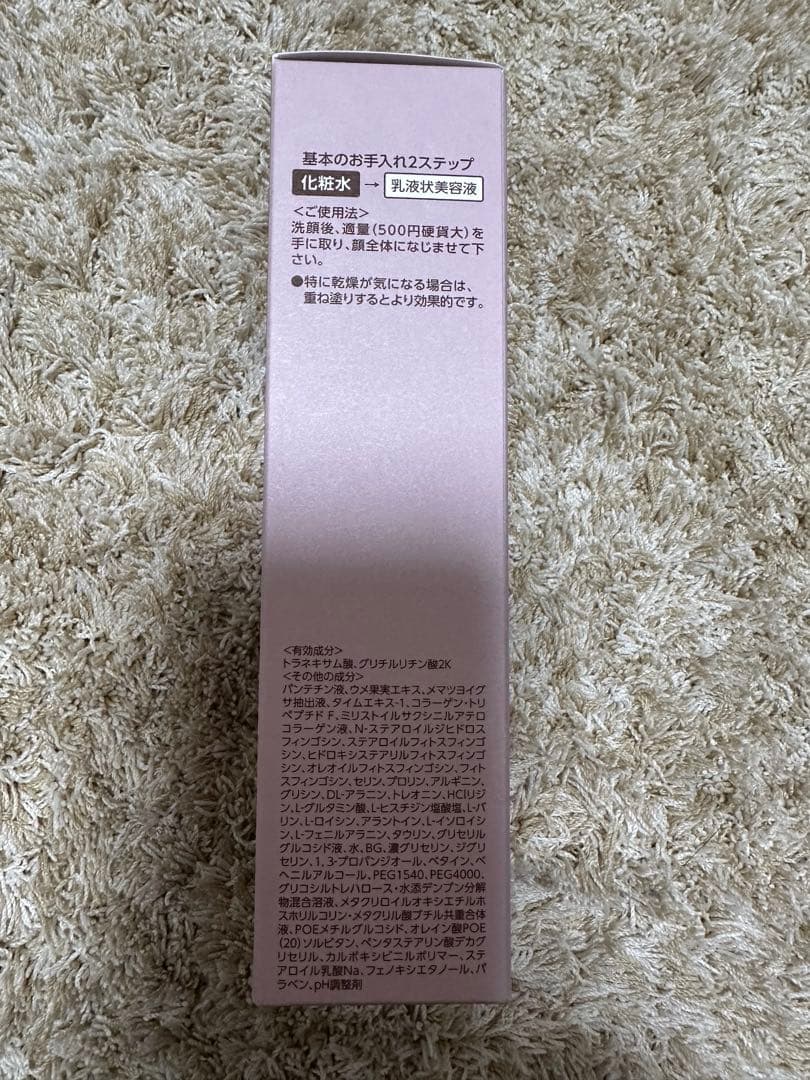 基本のお手入れ2ステップ
化粧水 → 乳液状美容液
＜ご使用法＞
洗顔後、適量(500円硬貨大)を
手に取り、顔全体になじませて下
さい。
●特に乾燥が気になる場合は、
重ね塗りするとより効果的です。
＜有効成分＞
トラネキサム酸、グリチルリチン酸2K
＜その他の成分＞
パンテチン液、ウメ果実エキス、メマツヨイグ
サ抽出液、タイムエキス-1、コラーゲン・トリ
ペプチド F、ミリストイルサクシニルアテロ
コラーゲン液、N-ステアロイルジヒドロス
フィンゴシン、ステアロイルフィトスフィンゴ
シン、ヒドロキシステアリルフィトスフィンゴ
シン、オレオイルフィトスフィンゴシン、フィト
スフィンゴシン、セリン、プロリン、アルギニン、
グリシン、DL-アラニン、トレオニン、HClリジ
ン、L-グルタミン酸、L-ヒスチジン塩酸塩、L-バ
リン、L-ロイシン、アラントイン、L-イソロイシ
ン、L-フェニルアラニン、タウリン、グリセリル
グルコシド液、水、BG、濃グリセリン、ジグリ
セリン、1，3-プロパンジオール、ベタイン、ベ
ヘニルアルコール、PEG1540、PEG4000、
グリコシルトレハロース・水添デンプン分解
物混合溶液、メタクリロイルオキシエチルホ
スホリルコリン・メタクリル酸ブチル共重合体
液、POEメチルグルコシド、オレイン酸POE
(20)ソルビタン、ペンタステアリン酸デカグ
リセリル、カルボキシビニルポリマー、ステ
アロイル乳酸Na、フェノキシエタノール、パ
ラベン、pH調整剤